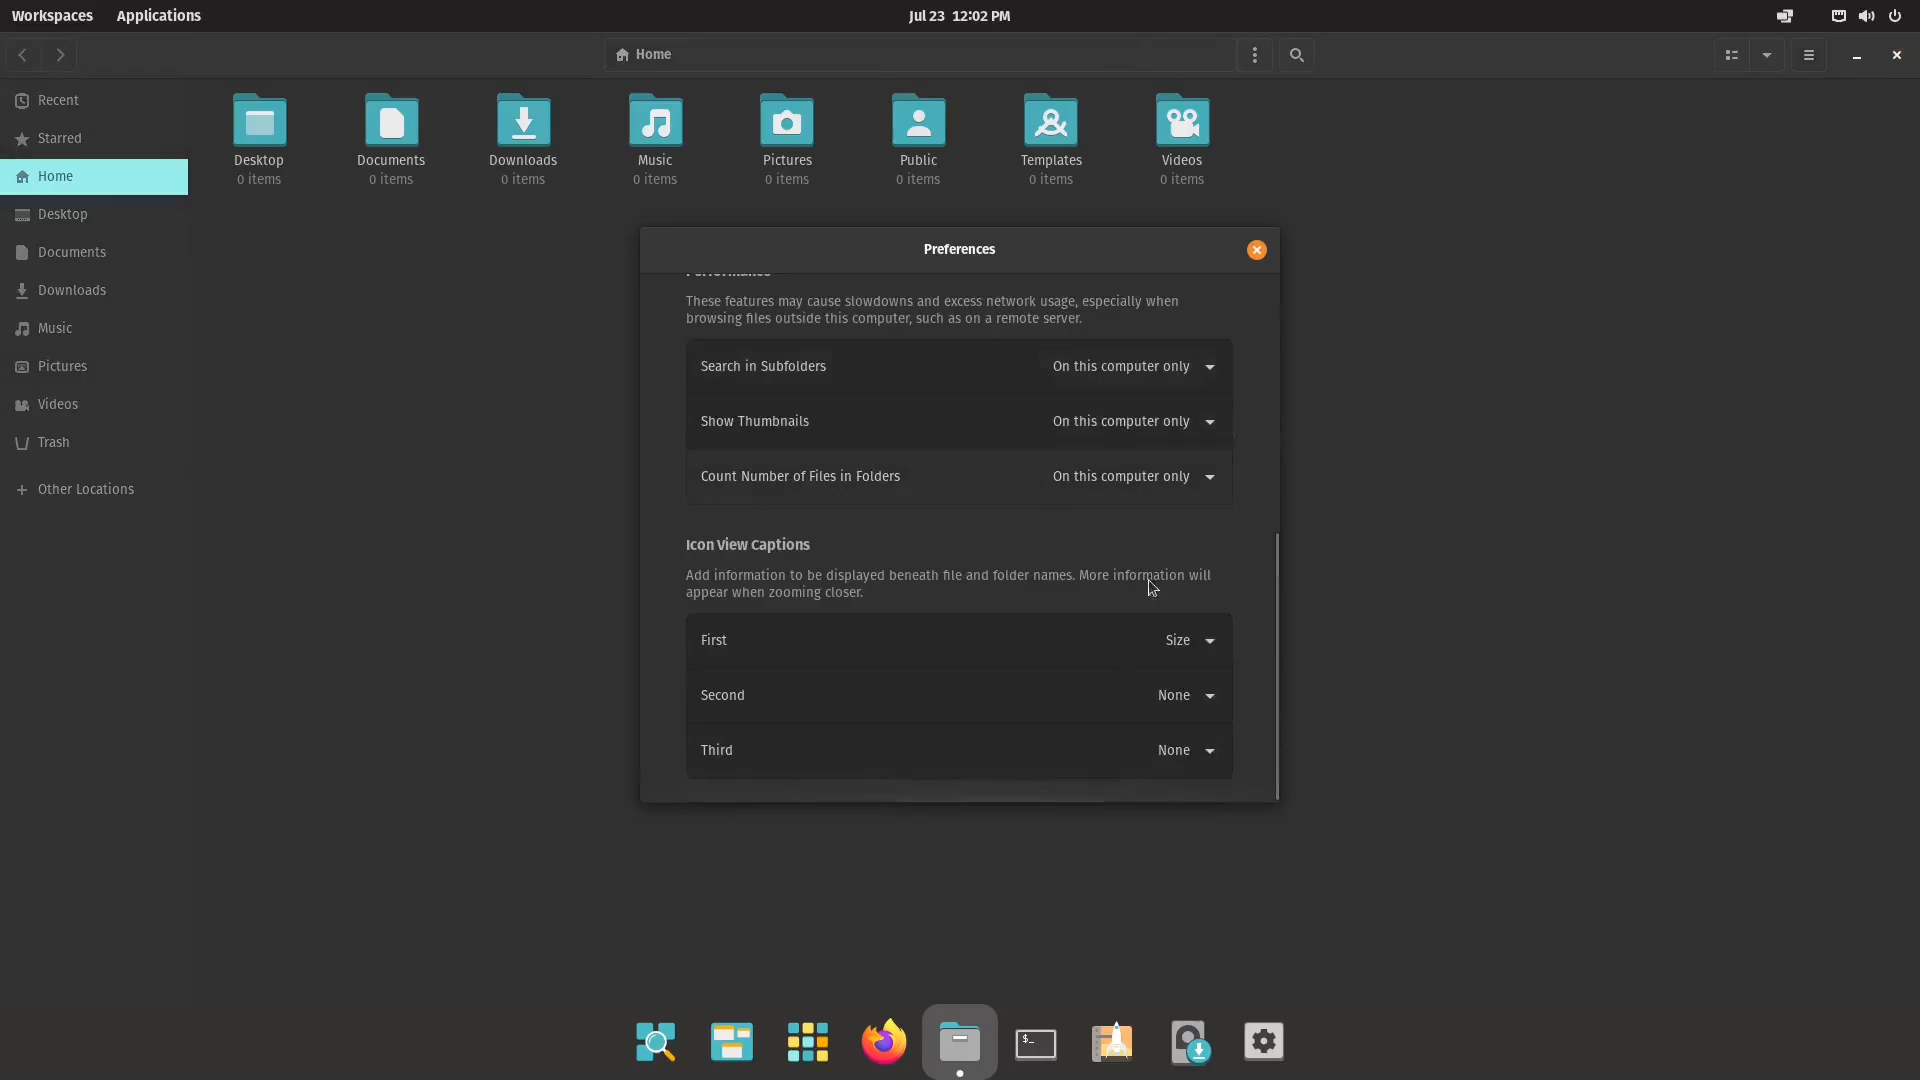 Workspaces Applications Jul 23 12:02 PM
Home
Recent
Starred
Home
Desktop
Documents
Downloads
Music
Pictures
Videos
Trash
Other Locations
Desktop Documents Downloads Music Pictures Public Templates Videos
0 items 0 items 0 items 0 items 0 items 0 items 0 items 0 items
Preferences
Performance
These features may cause slowdowns and excess network usage, especially when
browsing files outside this computer, such as on a remote server.
Search in Subfolders On this computer only
Show Thumbnails On this computer only
Count Number of Files in Folders On this computer only
Icon View Captions
Add information to be displayed beneath file and folder names. More information will
appear when zooming closer.
First Size
Second None
Third None
$_